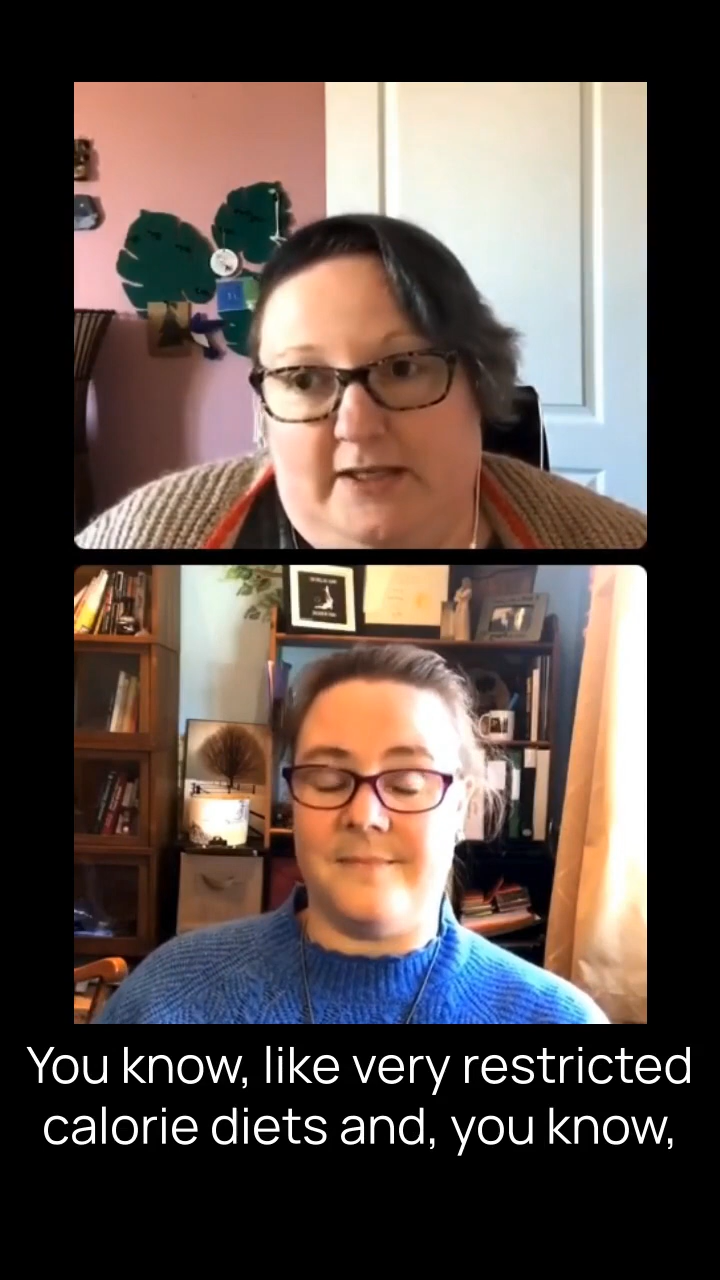 You know, like very restricted
calorie diets and, you know,